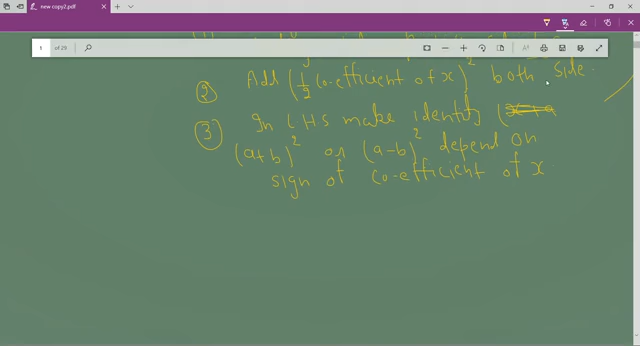 new copy2.pdf
1 of 29
② Add (1/2 co-efficient of x)² both side.
③ In LHS make identity (
(a+b)² or (a-b)² depend on
sign of co-efficient of x